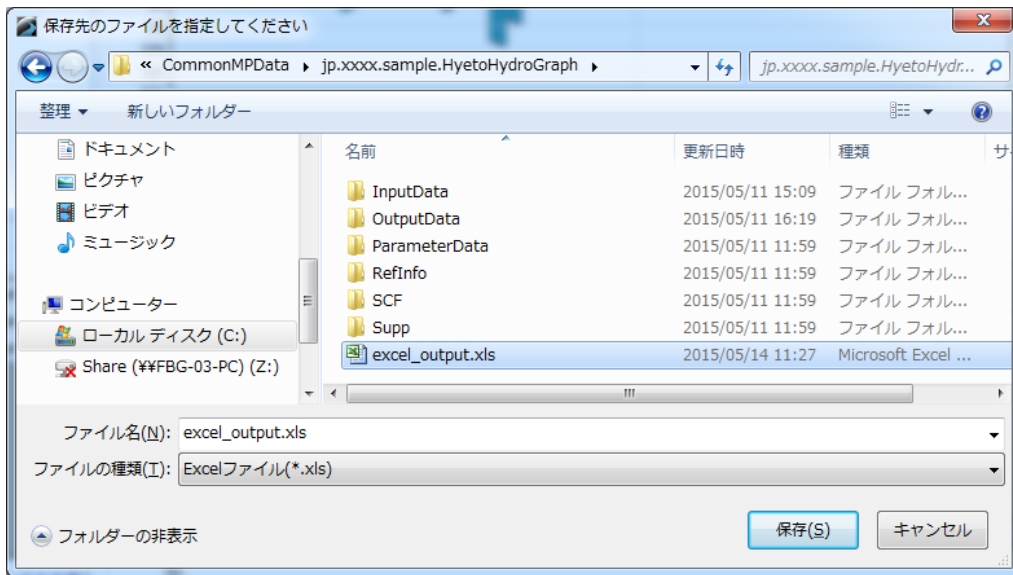 保存先のファイルを指定してください
x
« CommonMPData ▸ jp.xxxx.sample.HyetoHydroGraph ▸ jp.xxxx.sample.HyetoHydr...
整理 ▼ 新しいフォルダー
ドキュメント
ピクチャ
ビデオ
ミュージック
コンピューター
ローカル ディスク (C:)
Share (¥¥FBG-03-PC) (Z:)
名前 更新日時 種類 サ
InputData 2015/05/11 15:09 ファイル フォル...
OutputData 2015/05/11 16:19 ファイル フォル...
ParameterData 2015/05/11 11:59 ファイル フォル...
RefInfo 2015/05/11 11:59 ファイル フォル...
SCF 2015/05/11 11:59 ファイル フォル...
Supp 2015/05/11 11:59 ファイル フォル...
excel_output.xls 2015/05/14 11:27 Microsoft Excel ...
ファイル名(N): excel_output.xls
ファイルの種類(T): Excelファイル(*.xls)
フォルダーの非表示 保存(S) キャンセル